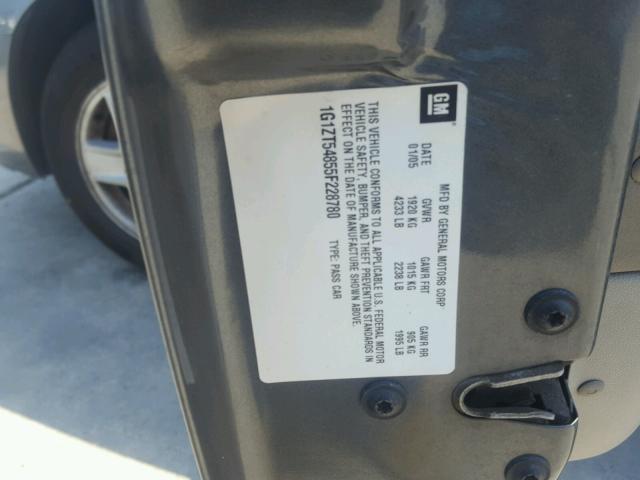 GM
MFD BY GENERAL MOTORS CORP
DATE GVWR GAWR FRT GAWR RR
01/05 1920 KG 1015 KG 905 KG
4233 LB 2238 LB 1995 LB
THIS VEHICLE CONFORMS TO ALL APPLICABLE U.S. FEDERAL MOTOR
VEHICLE SAFETY, BUMPER, AND THEFT PREVENTION STANDARDS IN
EFFECT ON THE DATE OF MANUFACTURE SHOWN ABOVE.
1G1ZT54855F228780 TYPE: PASS CAR